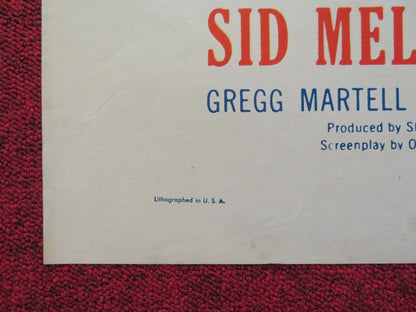 SID MEL
GREGG MARTELL
Produced by S
Screenplay by O
Lithographed in U. S. A.